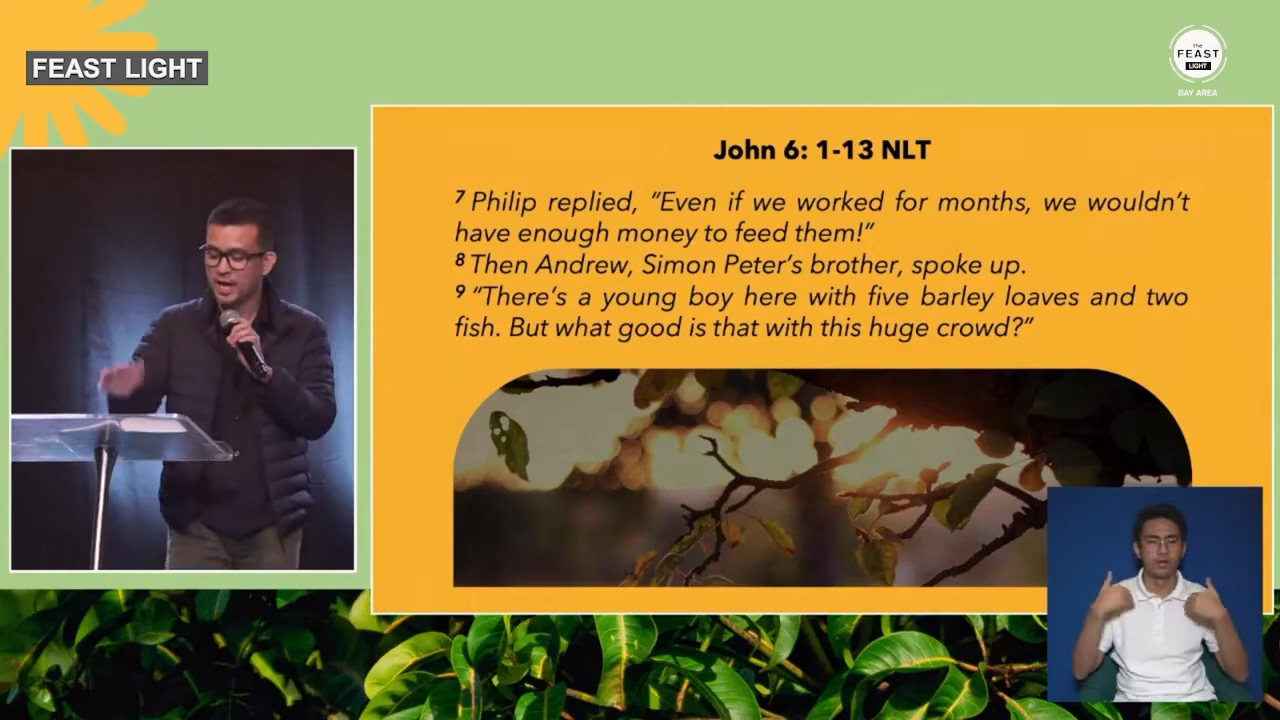 FEAST LIGHT
the
FEAST
LIGHT
BAY AREA
John 6: 1-13 NLT
7 Philip replied, “Even if we worked for months, we wouldn’t
have enough money to feed them!”
8 Then Andrew, Simon Peter’s brother, spoke up.
9 “There’s a young boy here with five barley loaves and two
fish. But what good is that with this huge crowd?”